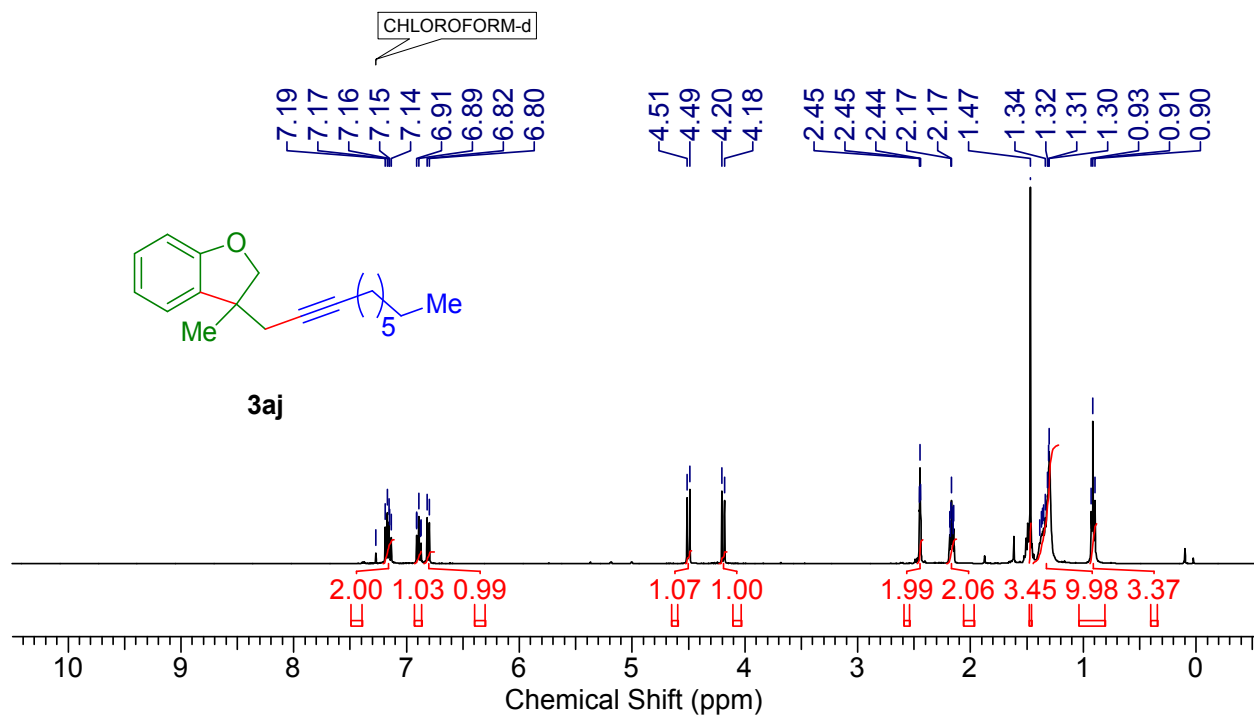 CHLOROFORM-d
7.19 7.17 7.16 7.15 7.14 6.91 6.89 6.82 6.80 4.51 4.49 4.20 4.18 2.45 2.45 2.44 2.17 2.17 1.47 1.34 1.32 1.31 1.30 0.93 0.91 0.90
O
Me
5
Me
3aj
2.00 1.03 0.99 1.07 1.00 1.99 2.06 3.45 9.98 3.37
10 9 8 7 6 5 4 3 2 1 0
Chemical Shift (ppm)